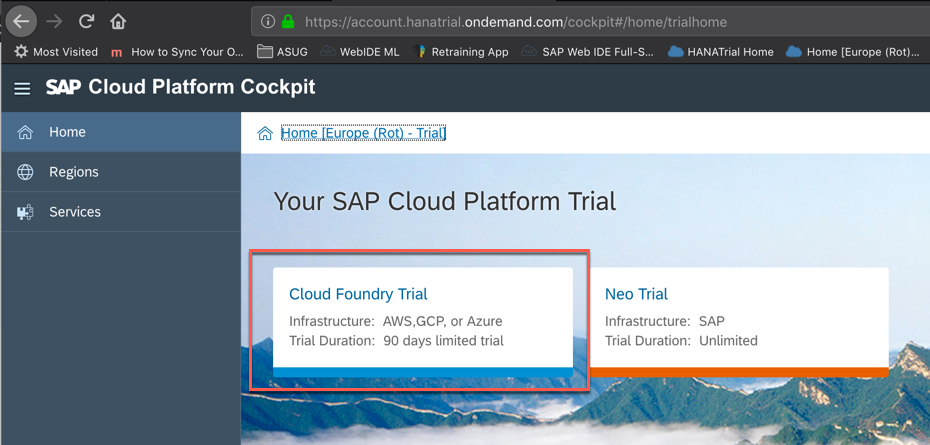 https://account.hanatrial.ondemand.com/cockpit#/home/trialhome
Most Visited
m How to Sync Your O...
ASUG
WebIDE ML
Retraining App
SAP Web IDE Full-S...
HANATrial Home
Home [Europe (Rot)...
SAP Cloud Platform Cockpit
Home
Regions
Services
Home [Europe (Rot) - Trial]
Your SAP Cloud Platform Trial
Cloud Foundry Trial
Infrastructure: AWS,GCP, or Azure
Trial Duration: 90 days limited trial
Neo Trial
Infrastructure: SAP
Trial Duration: Unlimited